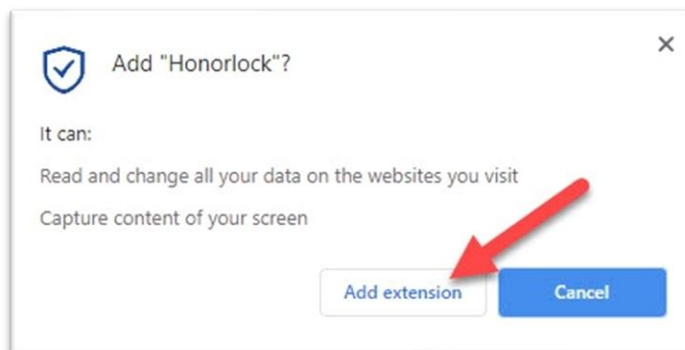 Add "Honorlock"?
It can:
Read and change all your data on the websites you visit
Capture content of your screen
Add extension
Cancel